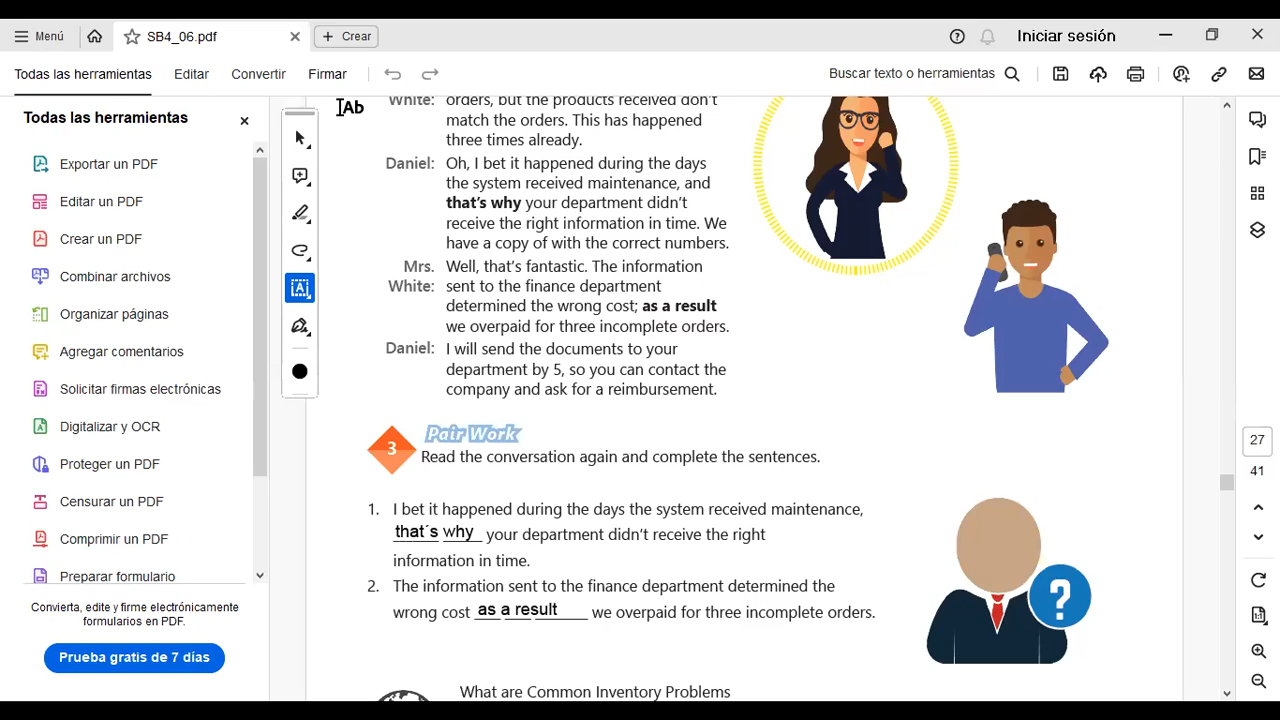 Menú
SB4_06.pdf
Crear
Iniciar sesión
Todas las herramientas
Editar
Convertir
Firmar
Buscar texto o herramientas
Todas las herramientas
Exportar un PDF
Editar un PDF
Crear un PDF
Combinar archivos
Organizar páginas
Agregar comentarios
Solicitar firmas electrónicas
Digitalizar y OCR
Proteger un PDF
Censurar un PDF
Comprimir un PDF
Preparar formulario
Convierta, edite y firme electrónicamente
formularios en PDF.
Prueba gratis de 7 días
Ab
A
White: orders, but the products received don't
match the orders. This has happened
three times already.
Daniel: Oh, I bet it happened during the days
the system received maintenance, and
that's why your department didn't
receive the right information in time. We
have a copy of with the correct numbers.
Mrs. Well, that's fantastic. The information
White: sent to the finance department
determined the wrong cost; as a result
we overpaid for three incomplete orders.
Daniel: I will send the documents to your
department by 5, so you can contact the
company and ask for a reimbursement.
3 Pair Work
Read the conversation again and complete the sentences.
1. I bet it happened during the days the system received maintenance,
that´s why your department didn't receive the right
information in time.
2. The information sent to the finance department determined the
wrong cost as a result we overpaid for three incomplete orders.
?
What are Common Inventory Problems
27
41